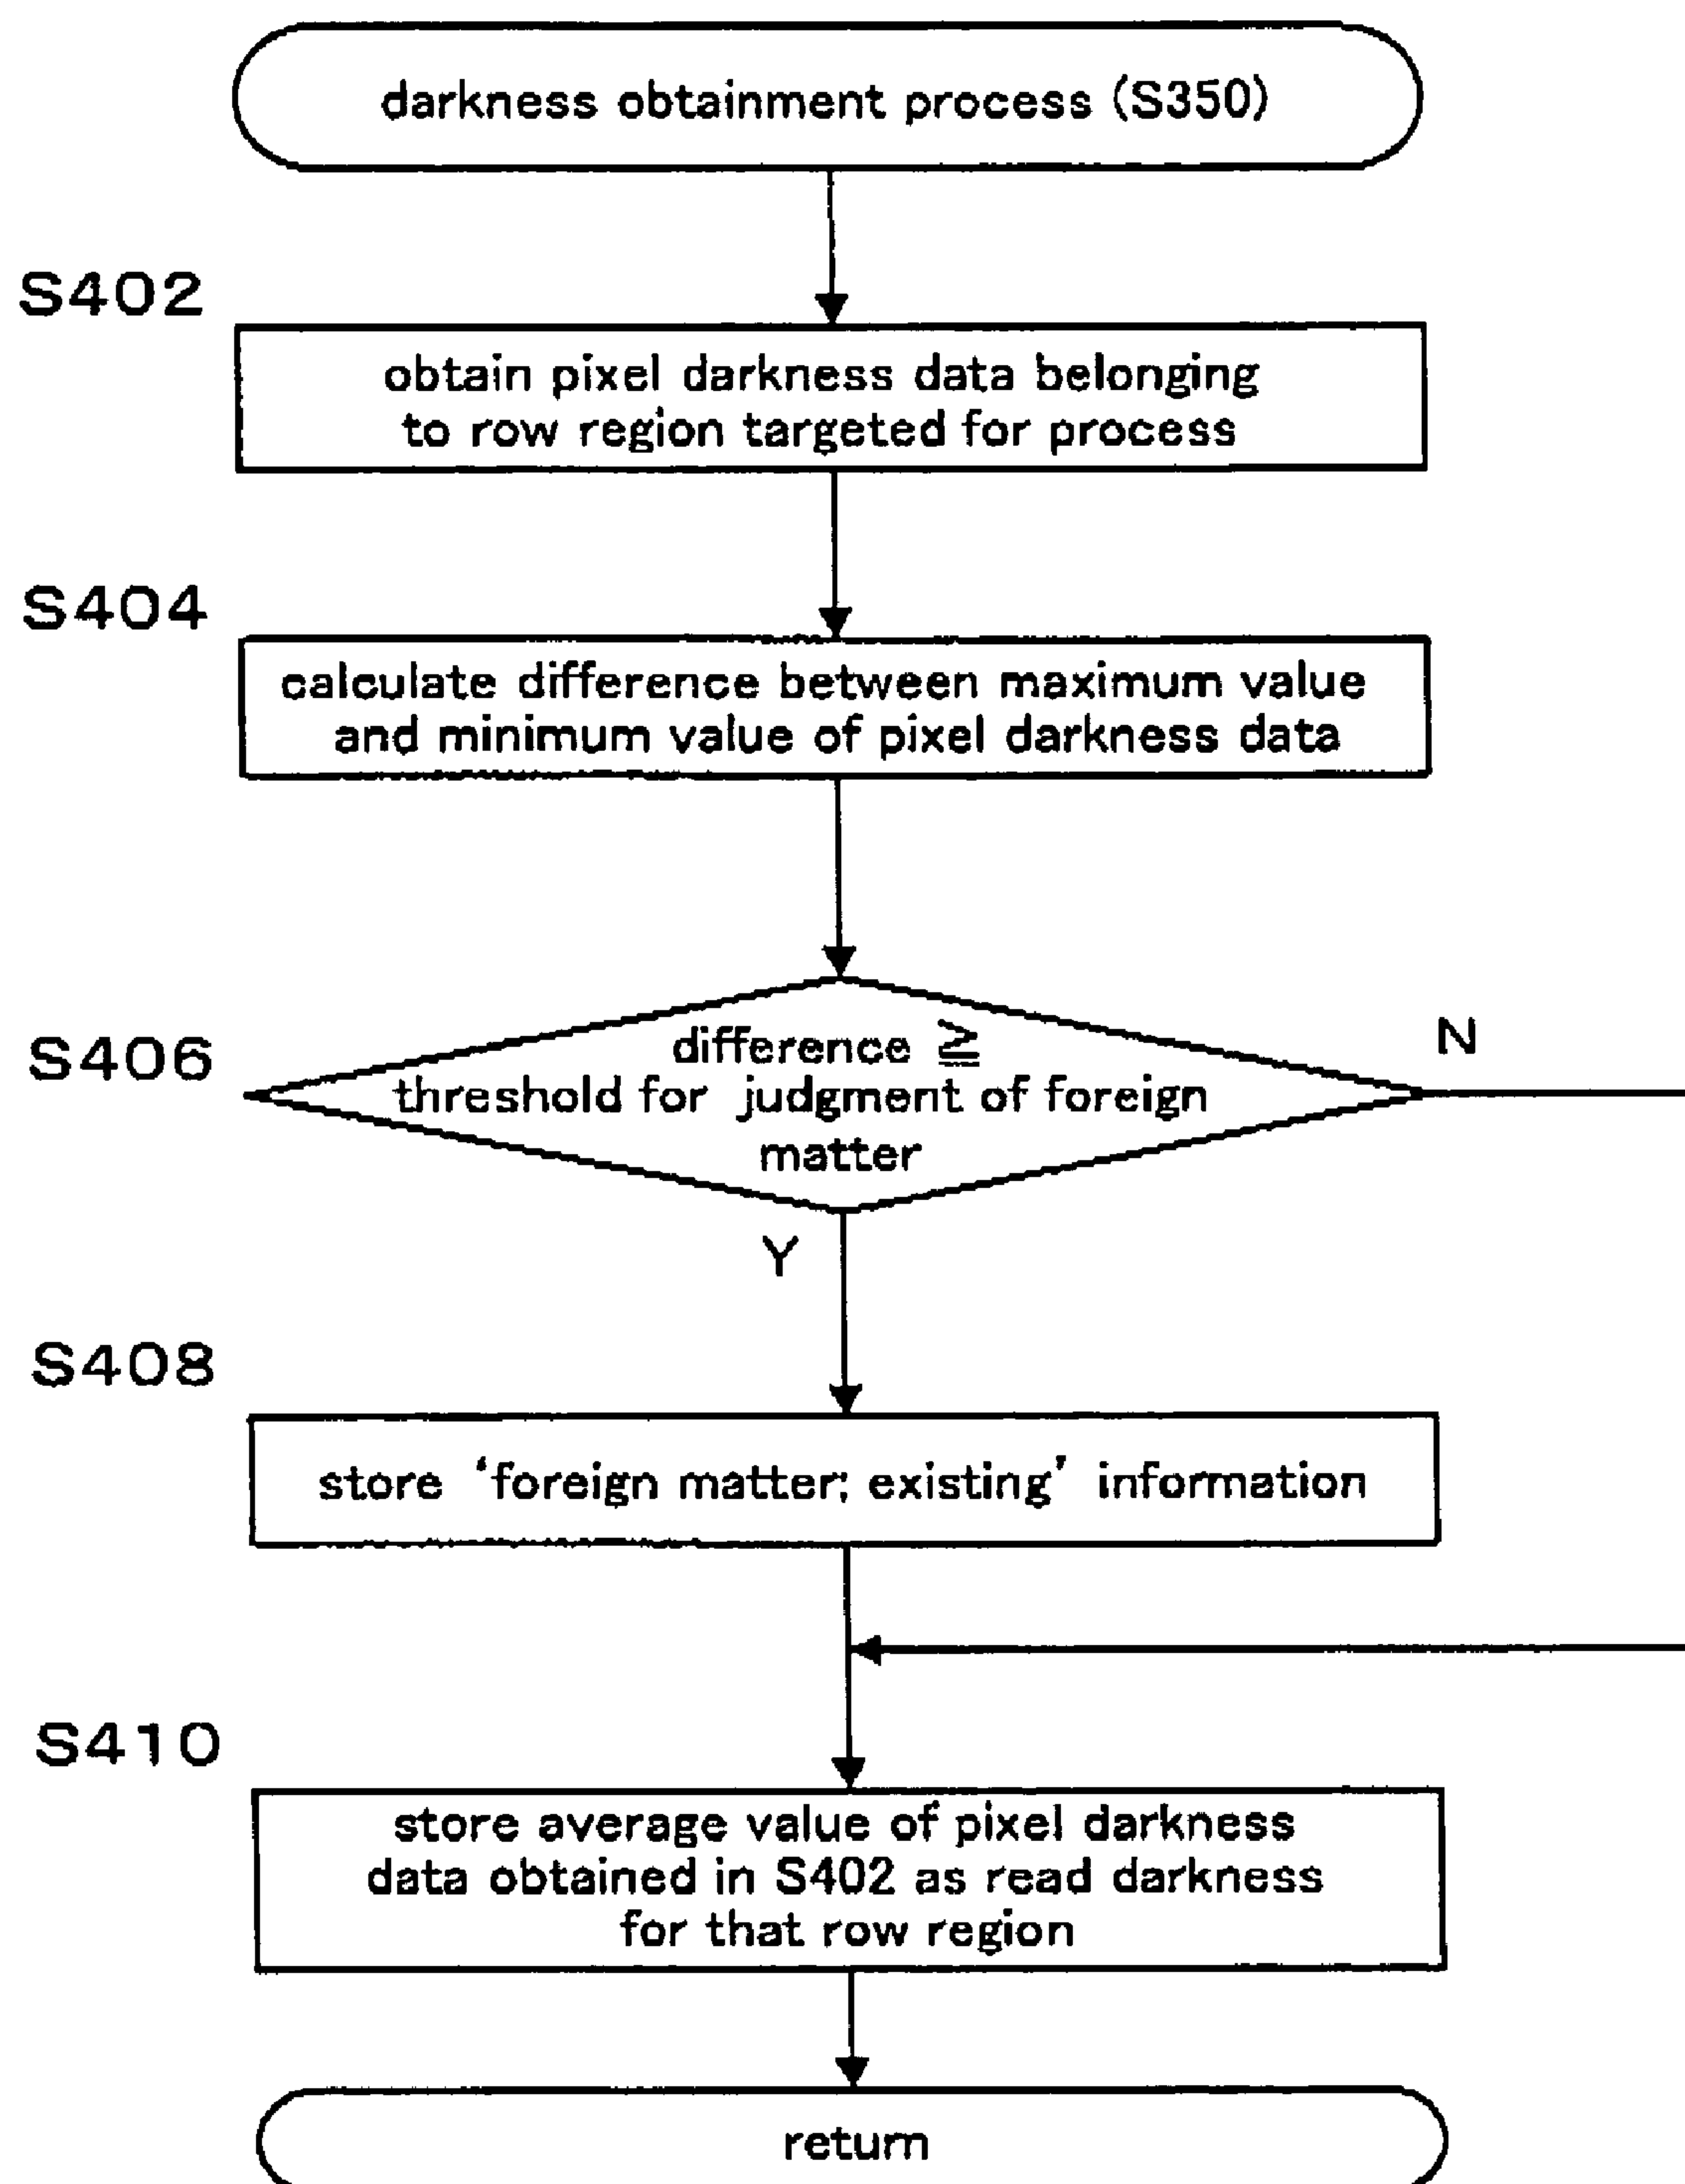 darkness obtainment process (S350)
S402
obtain pixel darkness data belonging
to row region targeted for process
S404
calculate difference between maximum value
and minimum value of pixel darkness data
S406
difference ≧
threshold for judgment of foreign
matter
N
Y
S408
store ‘foreign matter; existing’ information
S410
store average value of pixel darkness
data obtained in S402 as read darkness
for that row region
return